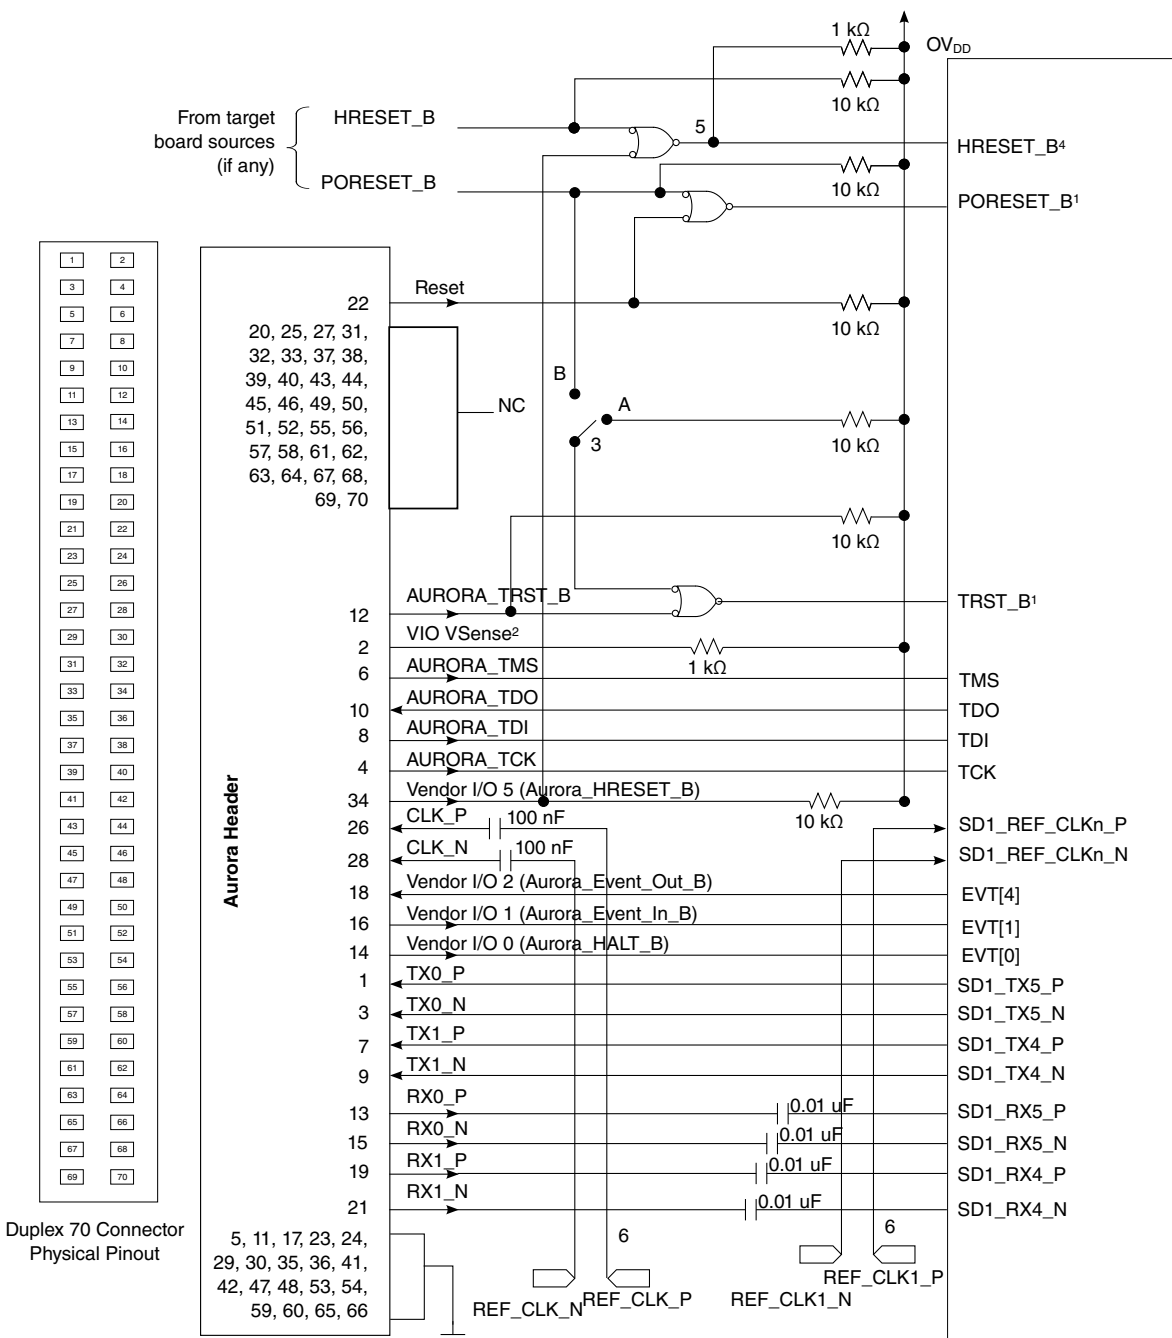 1 kΩ
OVDD
10 kΩ
From target
board sources
(if any)
HRESET_B
5
HRESET_B4
PORESET_B
10 kΩ
PORESET_B1
1 2
3 4
5 6
7 8
9 10
11 12
13 14
15 16
17 18
19 20
21 22
23 24
25 26
27 28
29 30
31 32
33 34
35 36
37 38
39 40
41 42
43 44
45 46
47 48
49 50
51 52
53 54
55 56
57 58
59 60
61 62
63 64
65 66
67 68
69 70
Duplex 70 Connector
Physical Pinout
Aurora Header
22
Reset
10 kΩ
20, 25, 27, 31,
32, 33, 37, 38,
39, 40, 43, 44,
45, 46, 49, 50,
51, 52, 55, 56,
57, 58, 61, 62,
63, 64, 67, 68,
69, 70
NC
B
A
3
10 kΩ
10 kΩ
12
AURORA_TRST_B
TRST_B1
2
VIO VSense2
1 kΩ
6
AURORA_TMS
TMS
10
AURORA_TDO
TDO
8
AURORA_TDI
TDI
4
AURORA_TCK
TCK
34
Vendor I/O 5 (Aurora_HRESET_B)
10 kΩ
26
CLK_P
100 nF
SD1_REF_CLKn_P
28
CLK_N
100 nF
SD1_REF_CLKn_N
18
Vendor I/O 2 (Aurora_Event_Out_B)
EVT[4]
16
Vendor I/O 1 (Aurora_Event_In_B)
EVT[1]
14
Vendor I/O 0 (Aurora_HALT_B)
EVT[0]
1
TX0_P
SD1_TX5_P
3
TX0_N
SD1_TX5_N
7
TX1_P
SD1_TX4_P
9
TX1_N
SD1_TX4_N
13
RX0_P
0.01 uF
SD1_RX5_P
15
RX0_N
0.01 uF
SD1_RX5_N
19
RX1_P
0.01 uF
SD1_RX4_P
21
RX1_N
0.01 uF
SD1_RX4_N
5, 11, 17, 23, 24,
29, 30, 35, 36, 41,
42, 47, 48, 53, 54,
59, 60, 65, 66
6
6
REF_CLK_N
REF_CLK_P
REF_CLK1_N
REF_CLK1_P